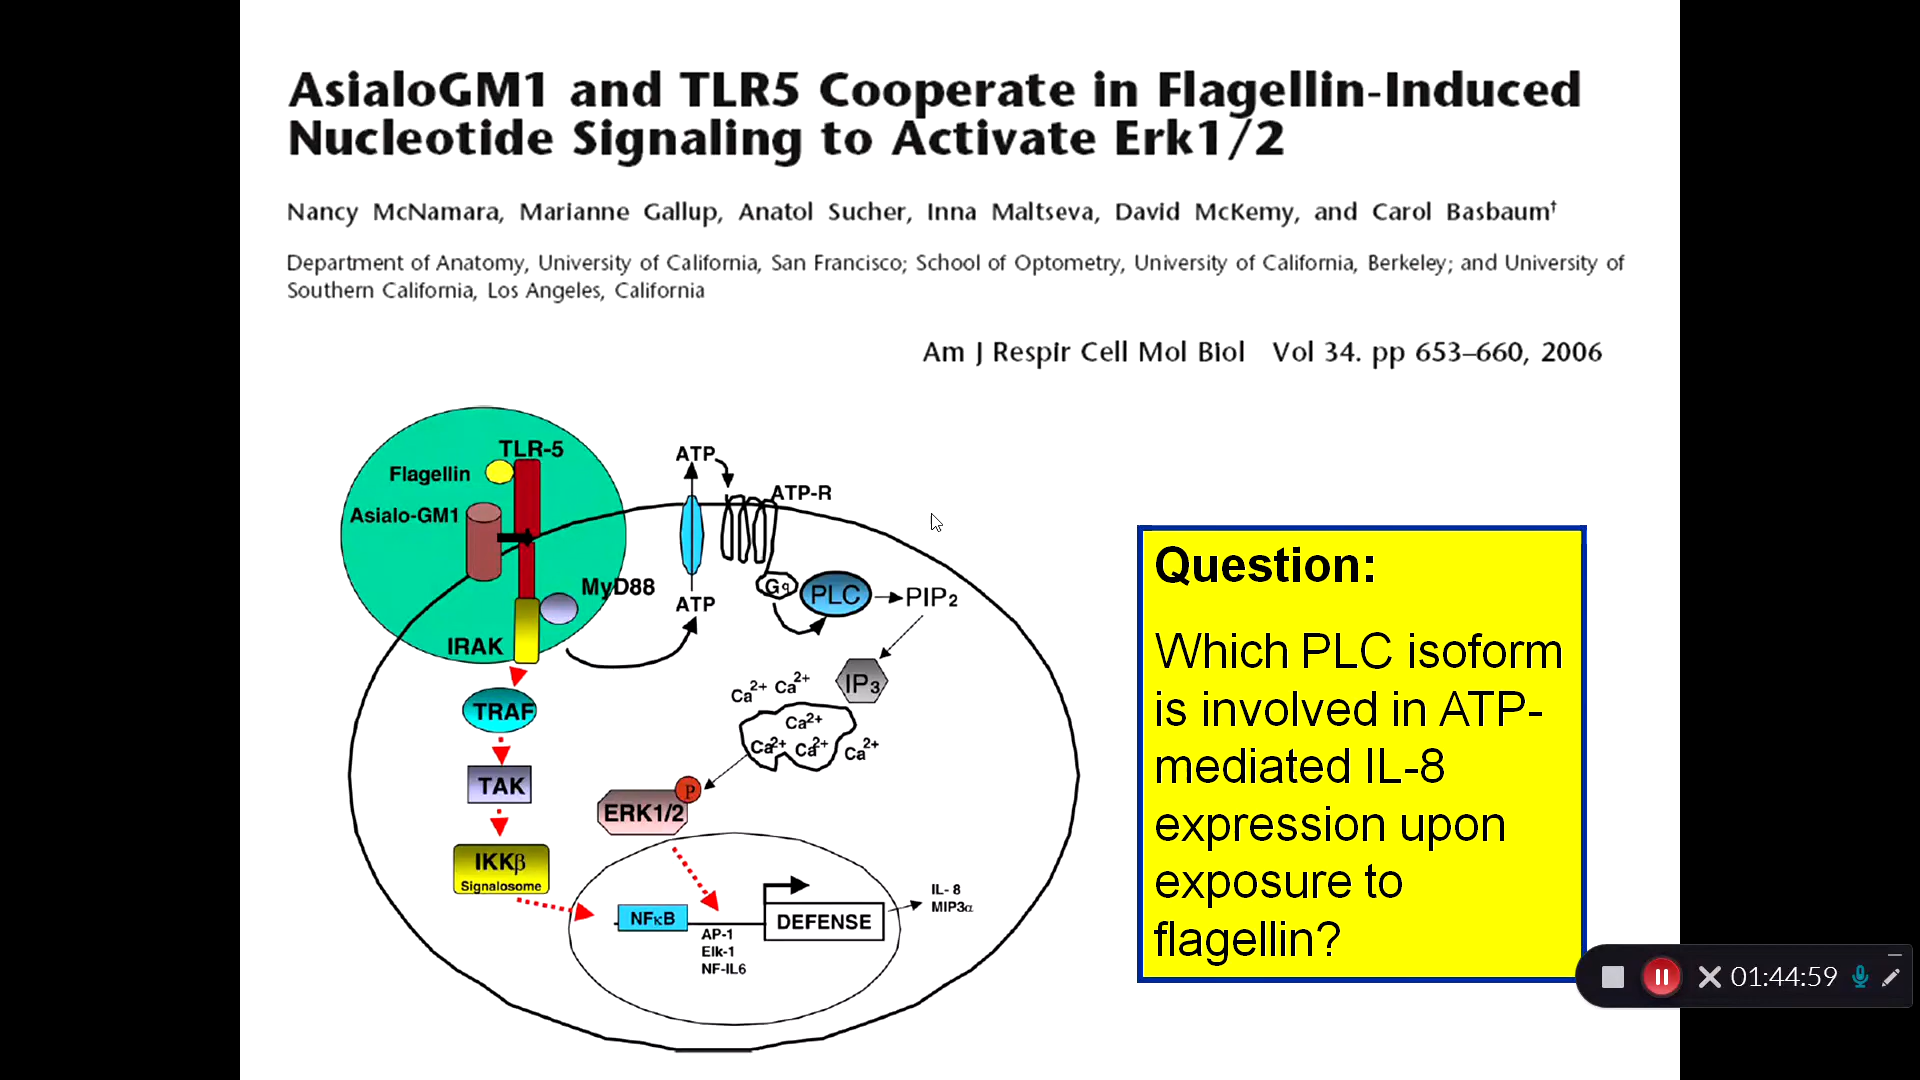 AsialoGM1 and TLR5 Cooperate in Flagellin-Induced
Nucleotide Signaling to Activate Erk1/2
Nancy McNamara, Marianne Gallup, Anatol Sucher, Inna Maltseva, David McKemy, and Carol Basbaum†
Department of Anatomy, University of California, San Francisco; School of Optometry, University of California, Berkeley; and University of
Southern California, Los Angeles, California
Am J Respir Cell Mol Biol Vol 34. pp 653–660, 2006
TLR-5
Flagellin
Asialo-GM1
MyD88
IRAK
TRAF
TAK
IKKβ
Signalosome
ATP
ATP-R
ATP
Gq
PLC
PIP2
IP3
Ca2+ Ca2+
Ca2+
Ca2+ Ca2+ Ca2+
P
ERK1/2
NFκB
AP-1
Elk-1
NF-IL6
DEFENSE
IL- 8
MIP3α
Question:
Which PLC isoform
is involved in ATP-
mediated IL-8
expression upon
exposure to
flagellin?
01:44:59